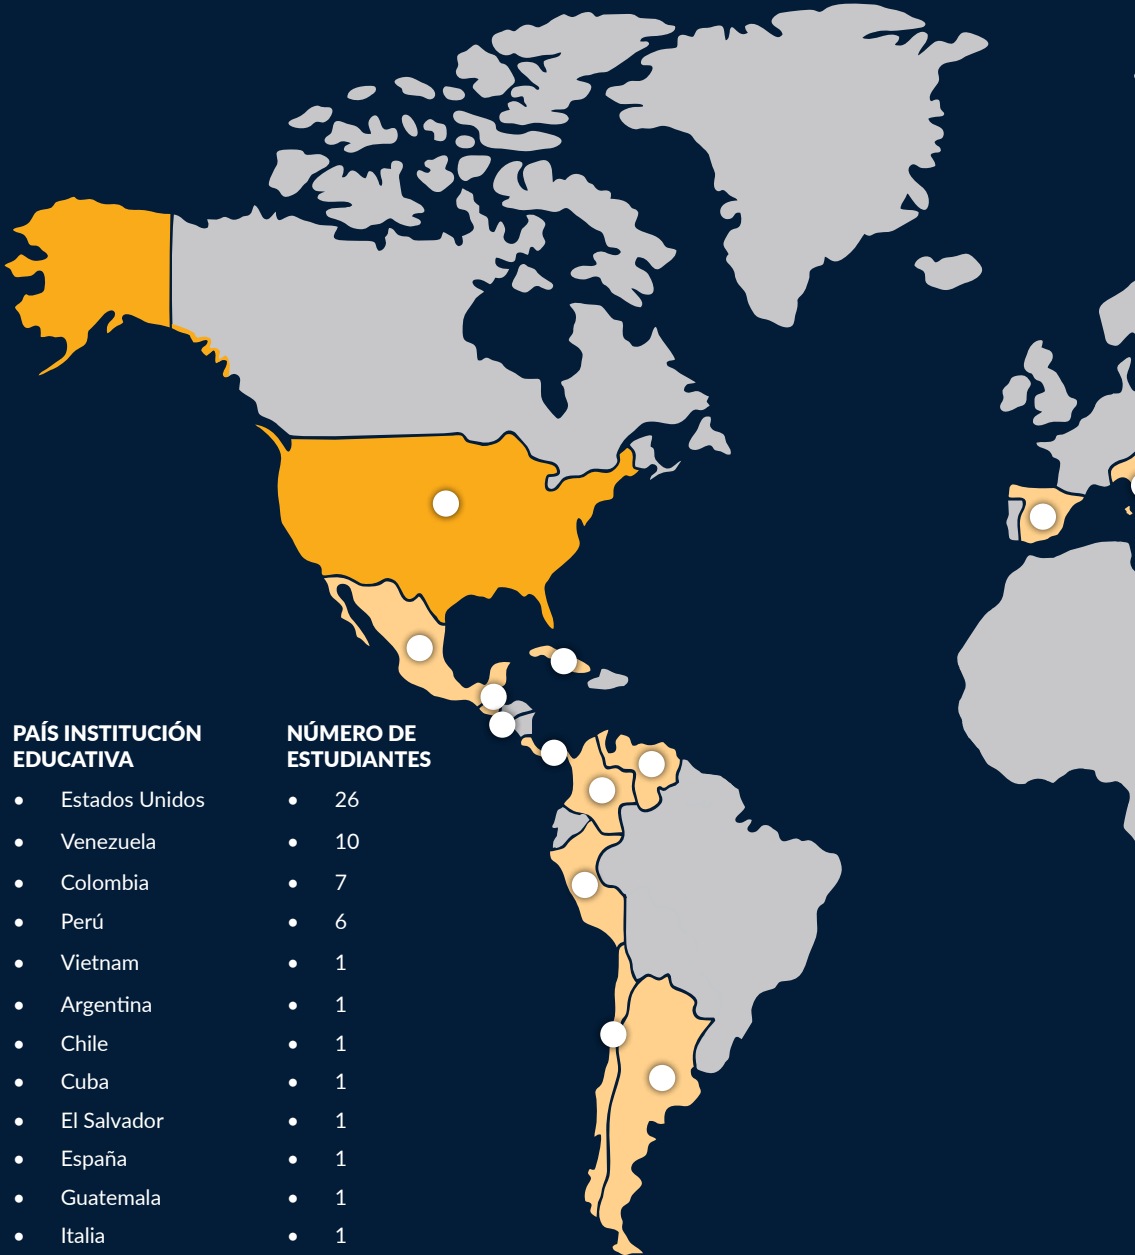 PAÍS INSTITUCIÓN EDUCATIVA NÚMERO DE ESTUDIANTES
• Estados Unidos • 26
• Venezuela • 10
• Colombia • 7
• Perú • 6
• Vietnam • 1
• Argentina • 1
• Chile • 1
• Cuba • 1
• El Salvador • 1
• España • 1
• Guatemala • 1
• Italia • 1